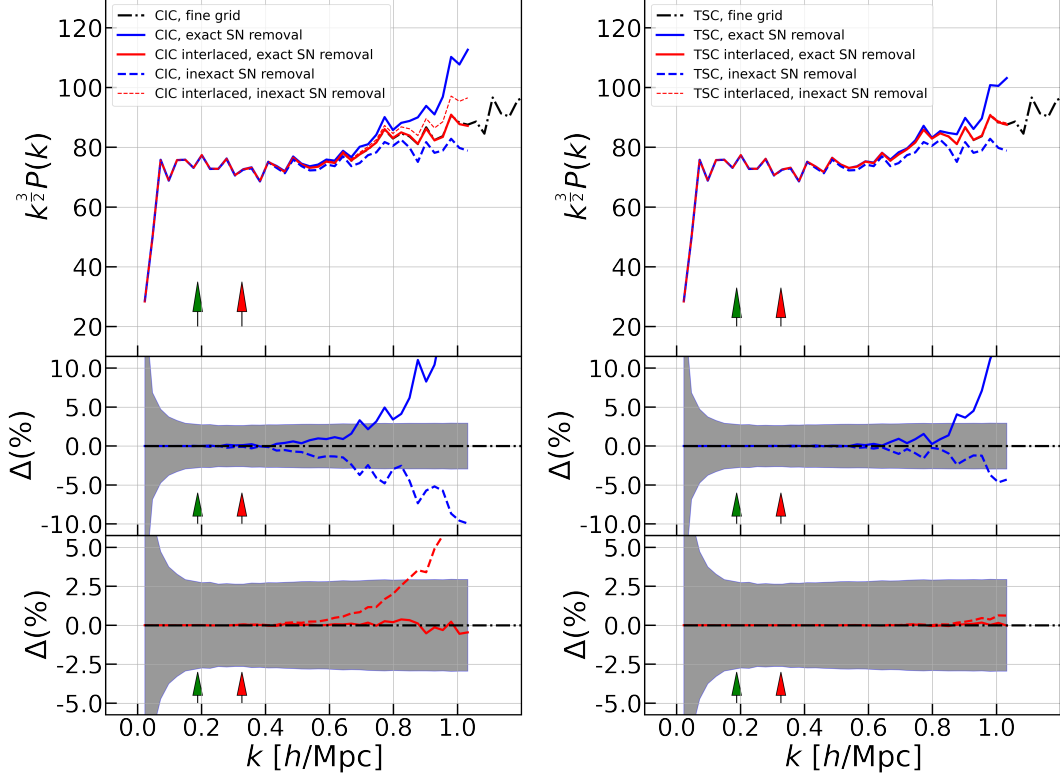 CIC, fine grid
CIC, exact SN removal
CIC interlaced, exact SN removal
CIC, inexact SN removal
CIC interlaced, inexact SN removal
120
100
80
60
40
20
k^{3/2}P(k)
10.0
5.0
0.0
-5.0
-10.0
Δ(%)
5.0
2.5
0.0
-2.5
-5.0
Δ(%)
0.0 0.2 0.4 0.6 0.8 1.0
k [h/Mpc]
TSC, fine grid
TSC, exact SN removal
TSC interlaced, exact SN removal
TSC, inexact SN removal
TSC interlaced, inexact SN removal
120
100
80
60
40
20
k^{3/2}P(k)
10.0
5.0
0.0
-5.0
-10.0
Δ(%)
5.0
2.5
0.0
-2.5
-5.0
Δ(%)
0.0 0.2 0.4 0.6 0.8 1.0
k [h/Mpc]